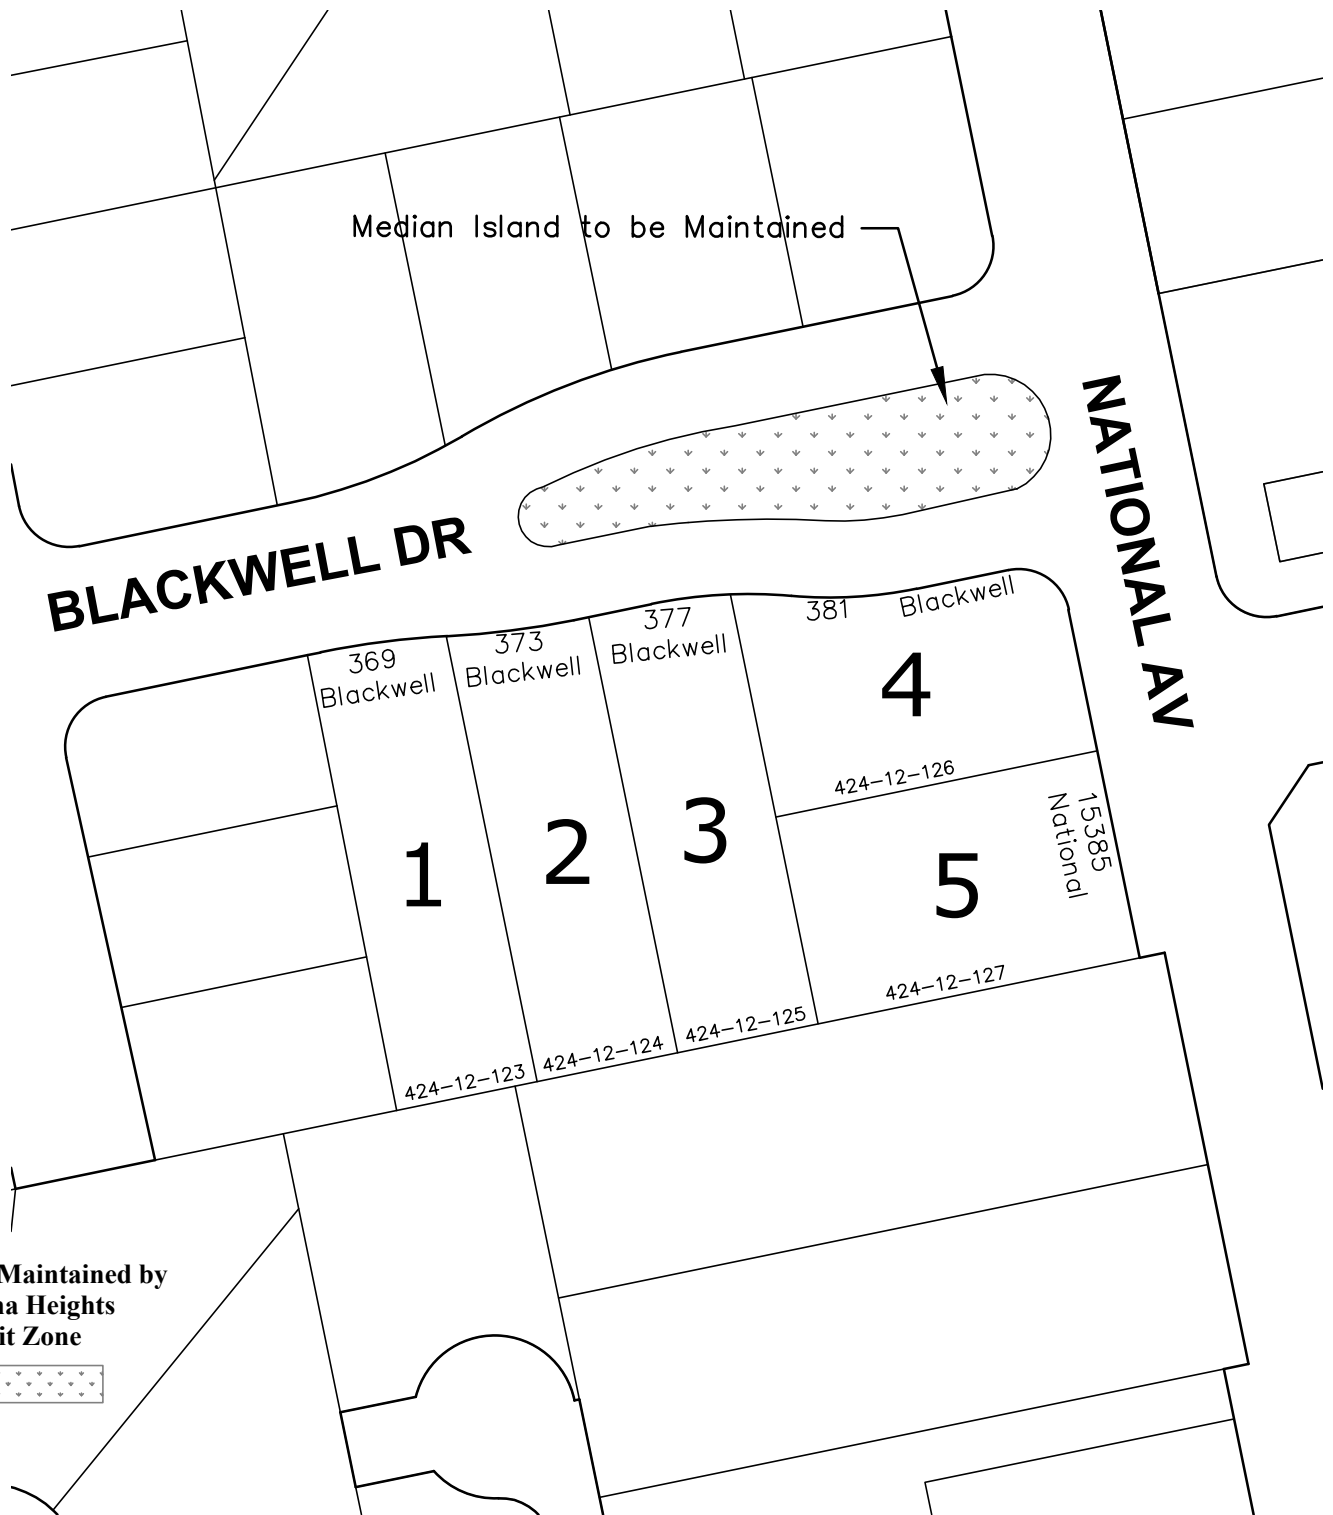 Median Island to be Maintained
BLACKWELL DR
NATIONAL AV
369
Blackwell
373
Blackwell
377
Blackwell
381 Blackwell
4
424-12-126
1
2
3
5
15385
National
424-12-123
424-12-124
424-12-125
424-12-127
Maintained by
na Heights
it Zone